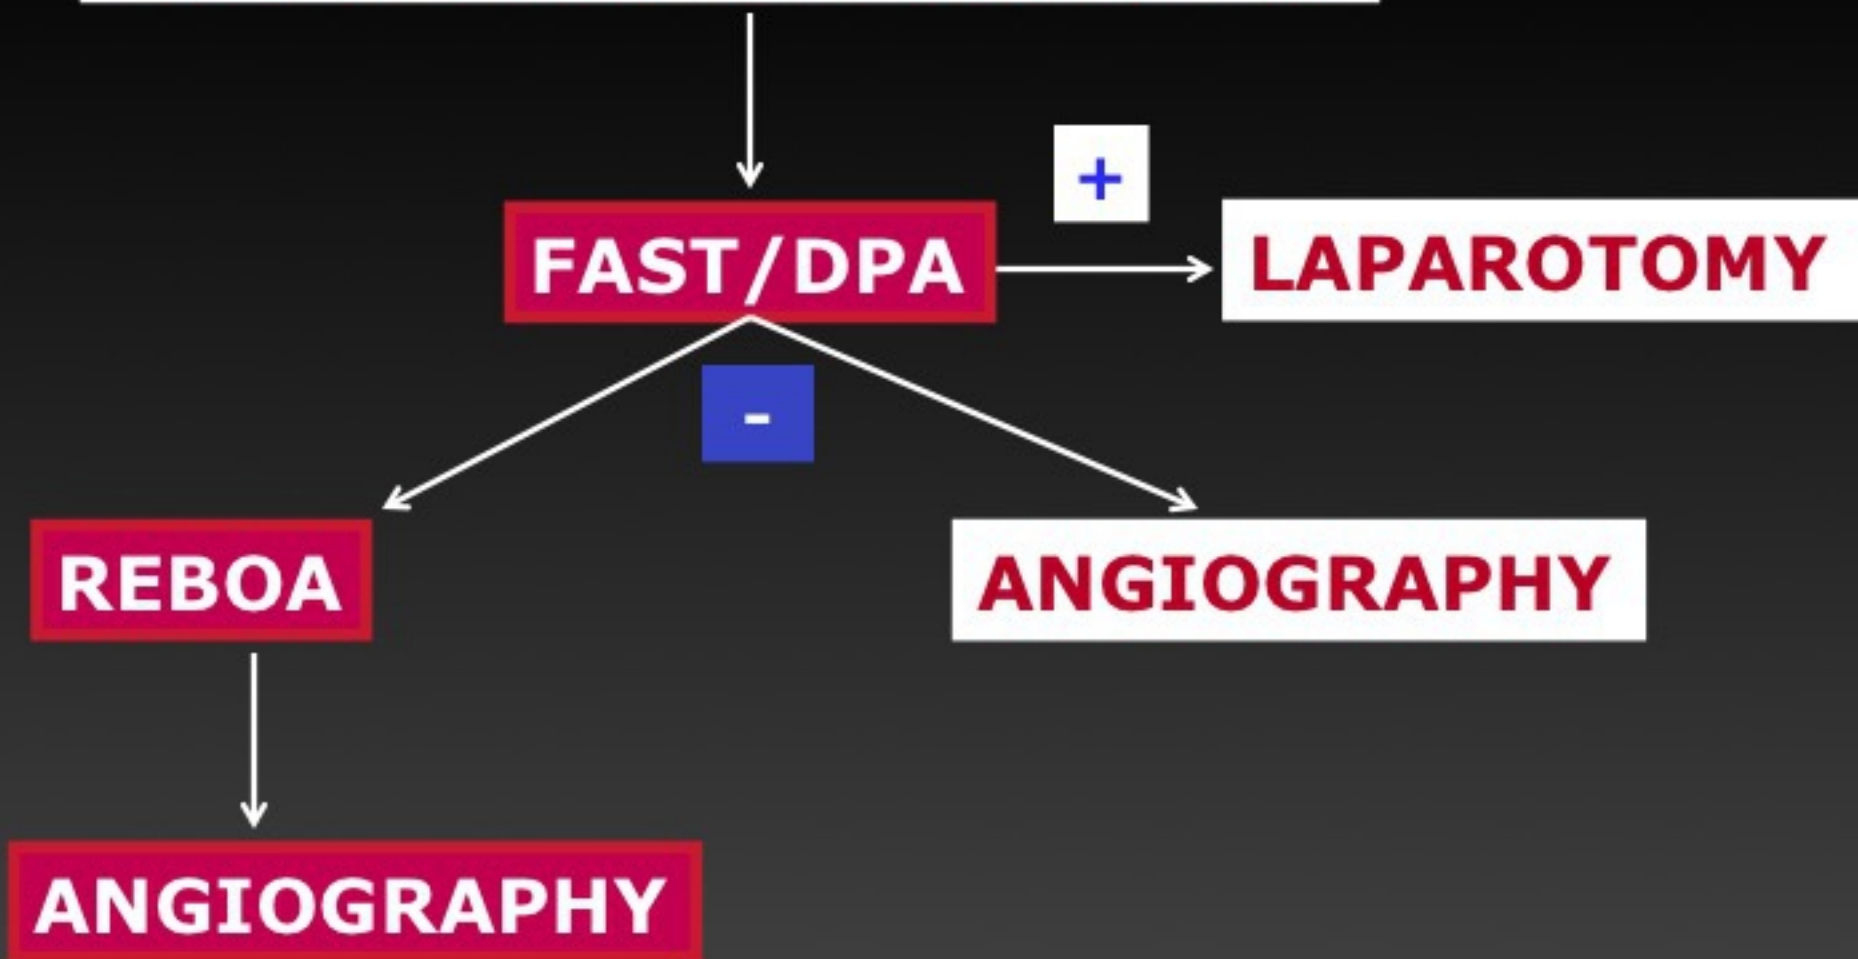 +
FAST/DPA
LAPAROTOMY
-
REBOA
ANGIOGRAPHY
ANGIOGRAPHY